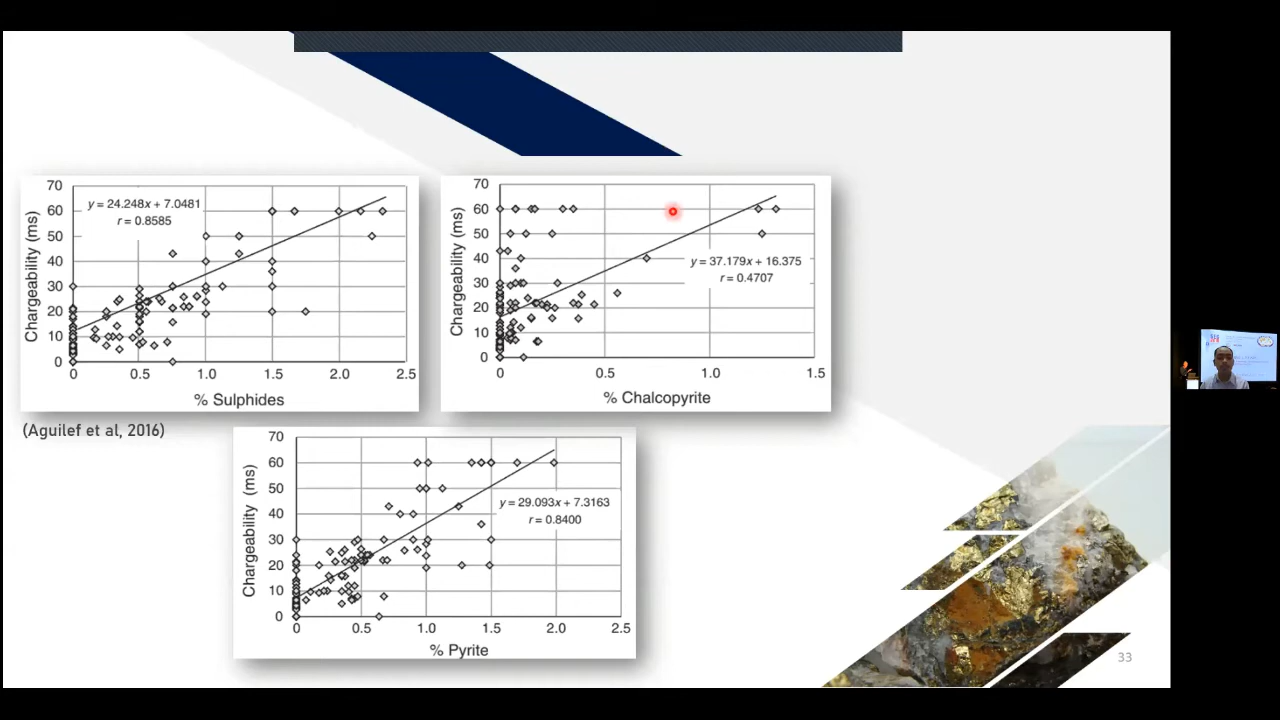 70
60
50
40
30
20
10
0
Chargeability (ms)
y = 24.248x + 7.0481
r = 0.8585
0 0.5 1.0 1.5 2.0 2.5
% Sulphides
70
60
50
40
30
20
10
0
Chargeability (ms)
y = 37.179x + 16.375
r = 0.4707
0 0.5 1.0 1.5
% Chalcopyrite
(Aguilef et al, 2016)
70
60
50
40
30
20
10
0
Chargeability (ms)
y = 29.093x + 7.3163
r = 0.8400
0 0.5 1.0 1.5 2.0 2.5
% Pyrite
33